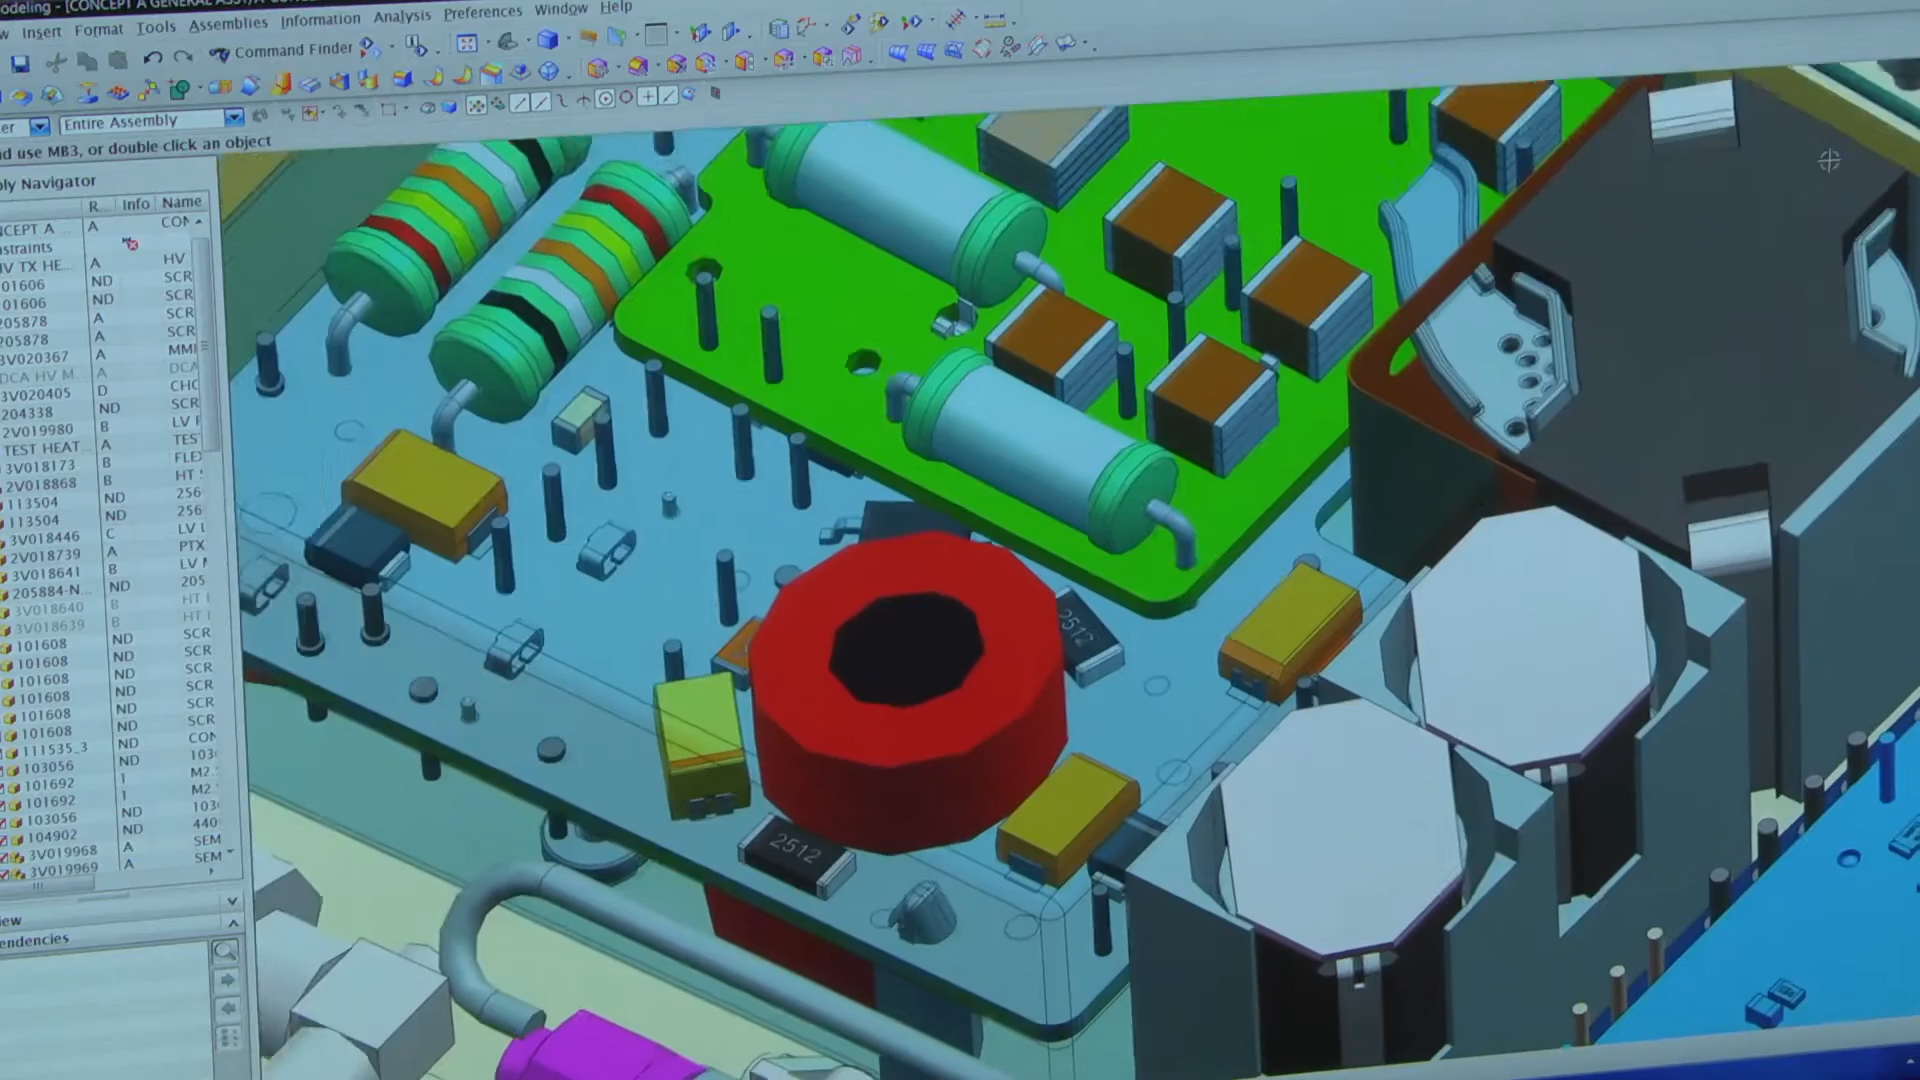 odeling - [CONCEPT A GENERAL ASSY/A
Insert Format Tools Assemblies Information Analysis Preferences Window Help
Command Finder
Entire Assembly
d use MB3, or double-click an object
ly Navigator
R... Info Name
NCEPT A ... A CON
straints
IV TX HE... A HV
01606 ND SCR
01606 ND SCR
205878 A SCR
205878 A SCR
3V020367 A MMI
DCA HV M A DCA
3V020405 D CHC
204338 ND SCR
2V019980 B LV F
TEST HEAT... A TES
3V018173 B FLE
2V018868 B HT
113504 ND 256
113504 ND 256
3V018446 C LV L
2V018739 A PTX
3V018641 B LV
205884-N... ND 205
3V018640 B HT
3V018639 B HT
101608 ND SCR
101608 ND SCR
101608 ND SCR
101608 ND SCR
101608 ND SCR
101608 ND SCR
111535_3 ND CON
103056 ND 103
101692 I M2.
101692 I M2
103056 ND 103
104902 ND 440
3V019968 A SEM
3V019969 A SEM
iew
endencies
2512
2512